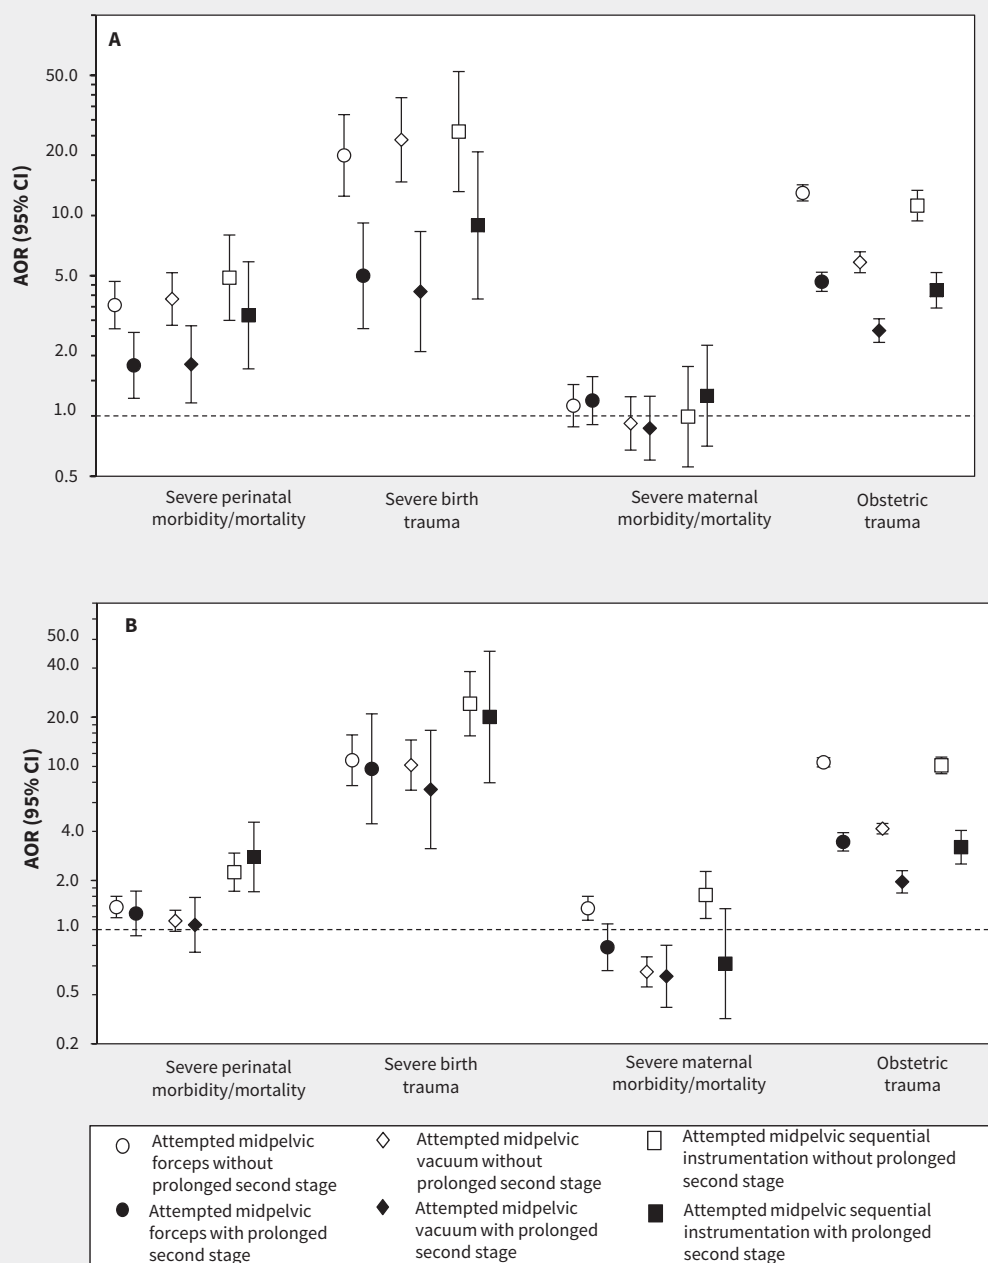 A
50.0
20.0
10.0
5.0
2.0
1.0
0.5
AOR (95% CI)
Severe perinatal
morbidity/mortality
Severe birth
trauma
Severe maternal
morbidity/mortality
Obstetric
trauma
B
50.0
40.0
20.0
10.0
4.0
2.0
1.0
0.5
0.2
AOR (95% CI)
Severe perinatal
morbidity/mortality
Severe birth
trauma
Severe maternal
morbidity/mortality
Obstetric
trauma
Attempted midpelvic
forceps without
prolonged second stage
Attempted midpelvic
vacuum without
prolonged second stage
Attempted midpelvic sequential
instrumentation without prolonged
second stage
Attempted midpelvic
forceps with prolonged
second stage
Attempted midpelvic
vacuum with prolonged
second stage
Attempted midpelvic sequential
instrumentation with prolonged
second stage